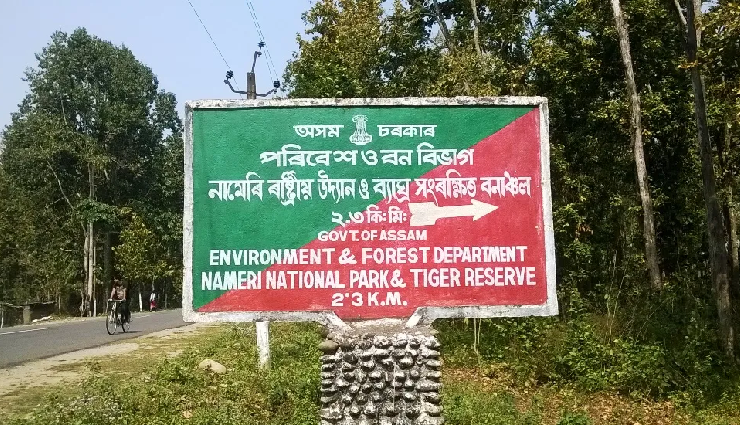 অসম চৰকাৰ
পৰিবেশ ও বন বিভাগ
নামেৰি ৰাষ্ট্ৰীয় উদ্যান ও ব্যাঘ্ৰ সংৰক্ষিত বনাঞ্চল
২.৩ কি: মি:
GOVT. OF ASSAM
ENVIRONMENT & FOREST DEPARTMENT
NAMERI NATIONAL PARK & TIGER RESERVE
2·3 K.M.